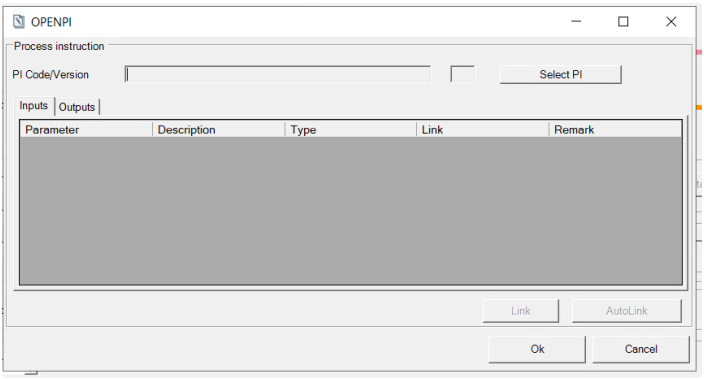 OPENPI
Process instruction
PI Code/Version
Select PI
Inputs Outputs
Parameter Description Type Link Remark
Link AutoLink
Ok Cancel